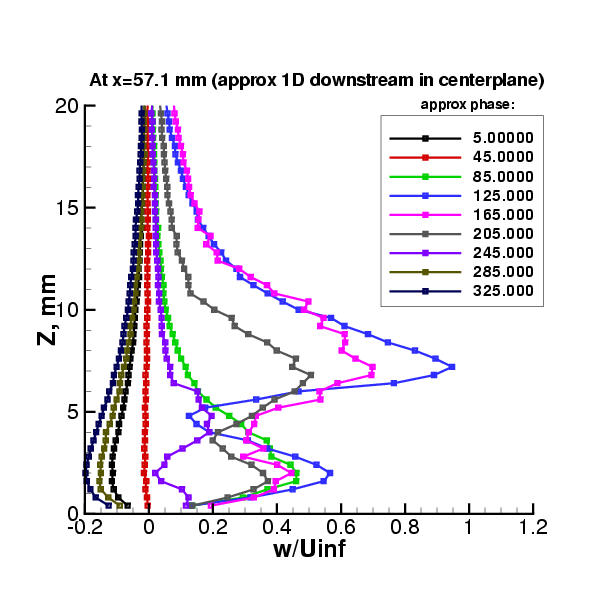 At x=57.1 mm (approx 1D downstream in centerplane)
approx phase:
5.00000
45.0000
85.0000
125.000
165.000
205.000
245.000
285.000
325.000
Z, mm
20
15
10
5
0
-0.2 0 0.2 0.4 0.6 0.8 1 1.2
w/Uinf